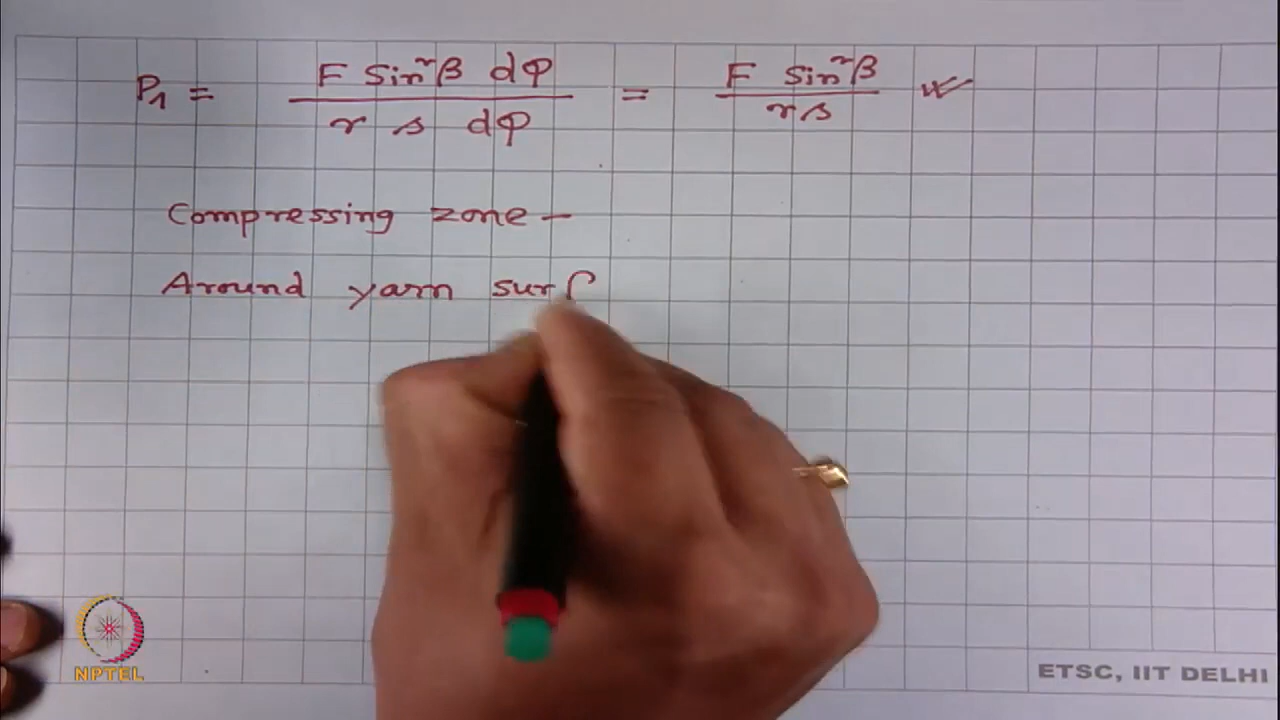 P1 = F Sin²β dφ / r s dφ = F Sin²β / r s
Compressing zone –
Around yarn surf
NPTEL
ETSC, IIT DELHI